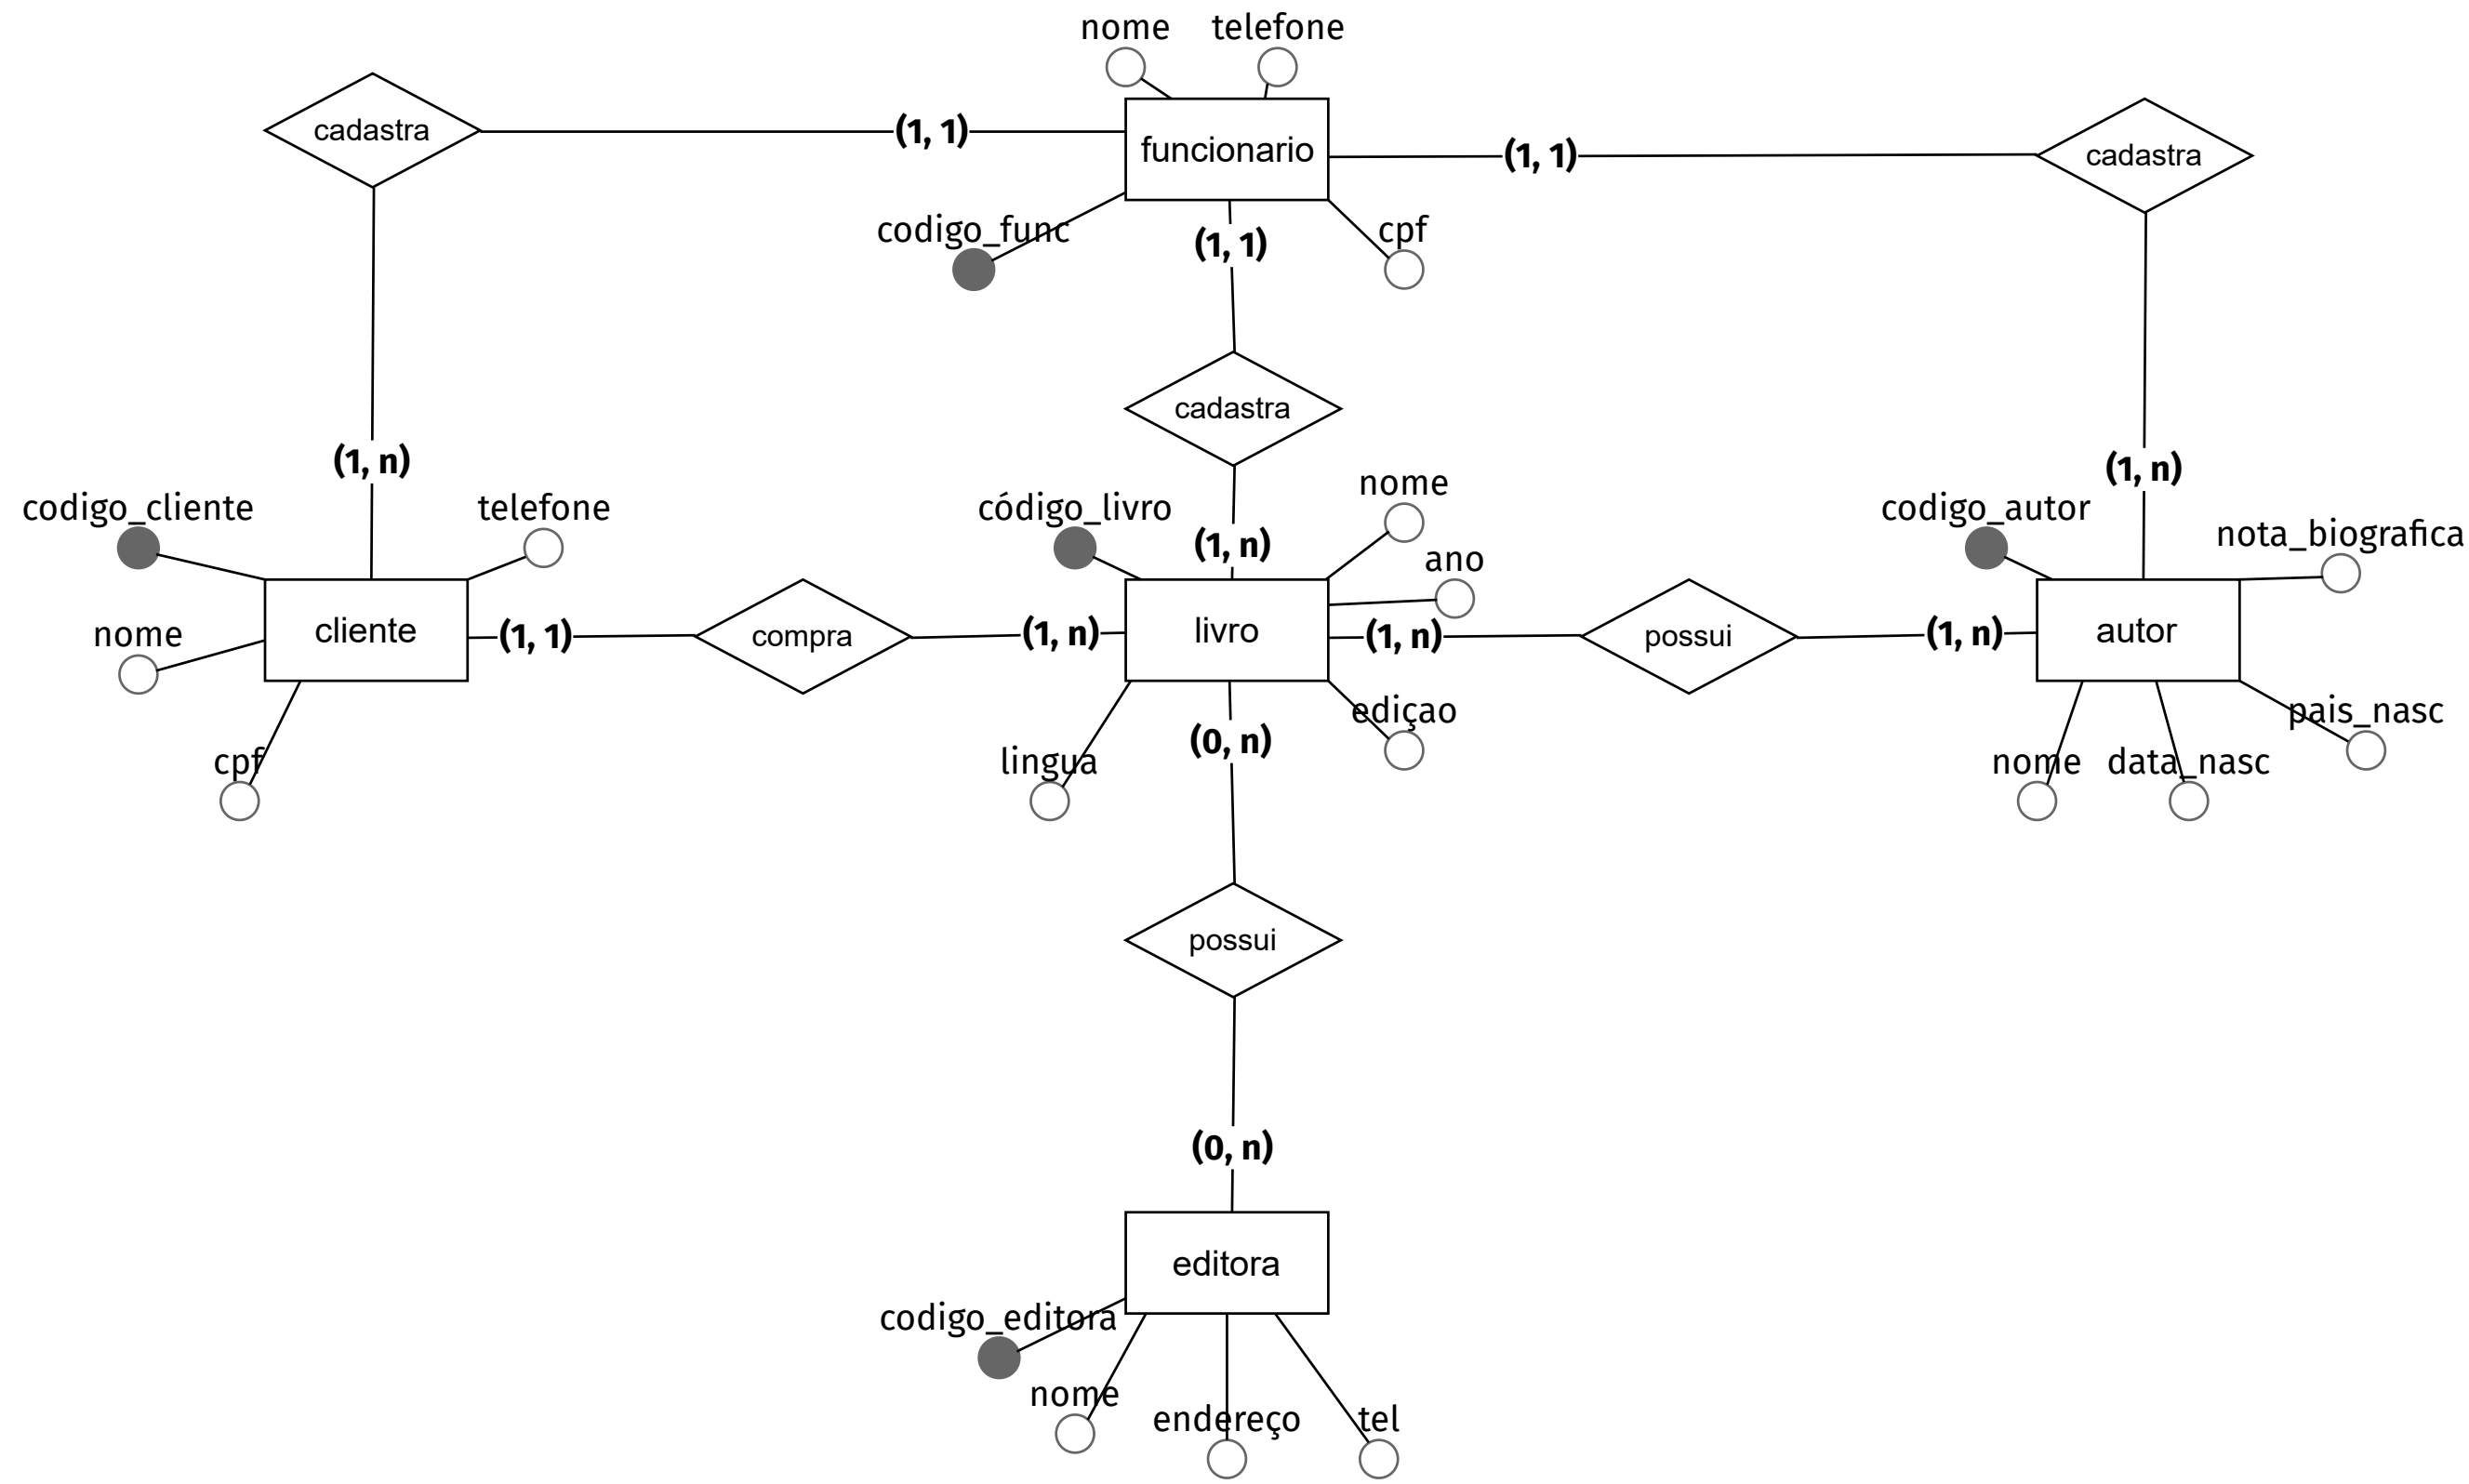 nome
telefone
cadastra
(1, 1)
funcionario
(1, 1)
cadastra
codigo_func
(1, 1)
cpf
cadastra
(1, n)
(1, n)
codigo_cliente
telefone
código_livro
nome
(1, n)
ano
codigo_autor
nota_biografica
nome
cliente
(1, 1)
compra
(1, n)
livro
(1, n)
possui
(1, n)
autor
cpf
lingua
(0, n)
ediçao
nome
data_nasc
pais_nasc
possui
(0, n)
editora
codigo_editora
nome
endereço
tel